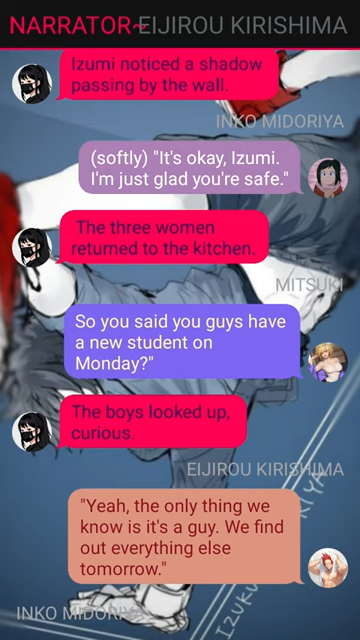 NARRATOR~ EIJIROU KIRISHIMA
Izumi noticed a shadow
passing by the wall.
INKO MIDORIYA
(softly) "It's okay, Izumi.
I'm just glad you're safe."
The three women
returned to the kitchen.
MITSUKI
So you said you guys have
a new student on
Monday?"
The boys looked up,
curious.
EIJIROU KIRISHIMA
"Yeah, the only thing we
know is it's a guy. We find
out everything else
tomorrow."
INKO MIDORIYA
IZUKU